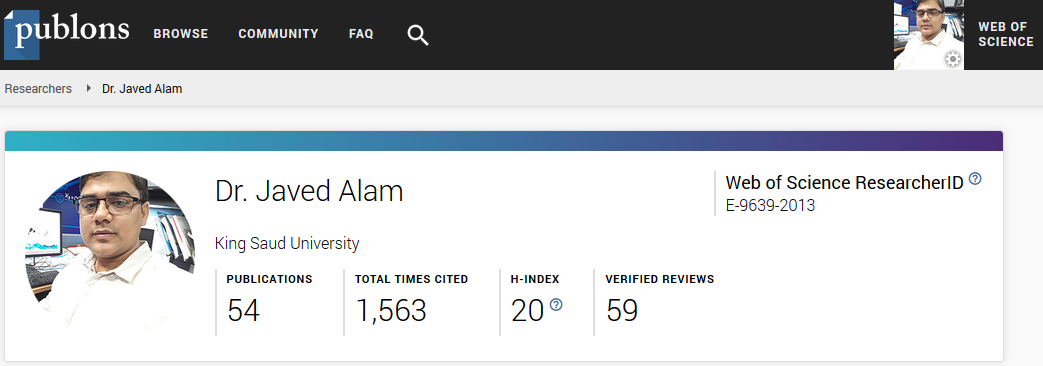 publons BROWSE COMMUNITY FAQ WEB OF SCIENCE
Researchers Dr. Javed Alam
Dr. Javed Alam
Web of Science ResearcherID ?
E-9639-2013
King Saud University
PUBLICATIONS TOTAL TIMES CITED H-INDEX VERIFIED REVIEWS
54 1,563 20 ? 59